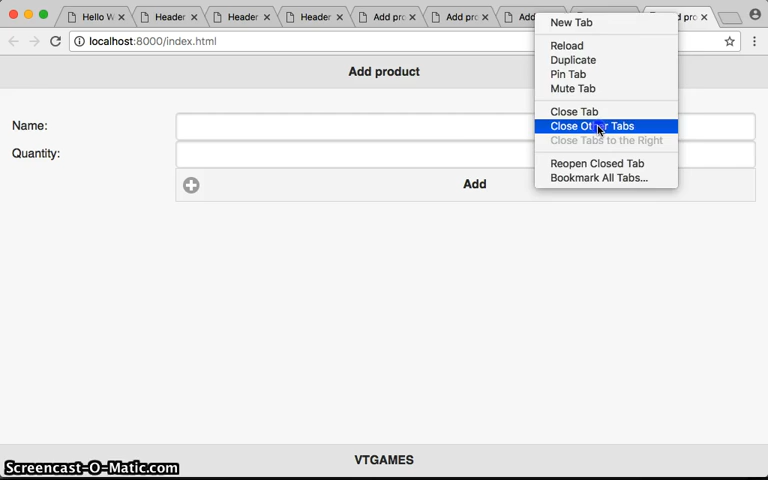 Hello W
Header
Header
Header
Add pro
Add pro
Add
d pro
localhost:8000/index.html
New Tab
Reload
Duplicate
Pin Tab
Mute Tab
Close Tab
Close Other Tabs
Close Tabs to the Right
Reopen Closed Tab
Bookmark All Tabs...
Add product
Name:
Quantity:
Add
VTGAMES
Screencast-O-Matic.com